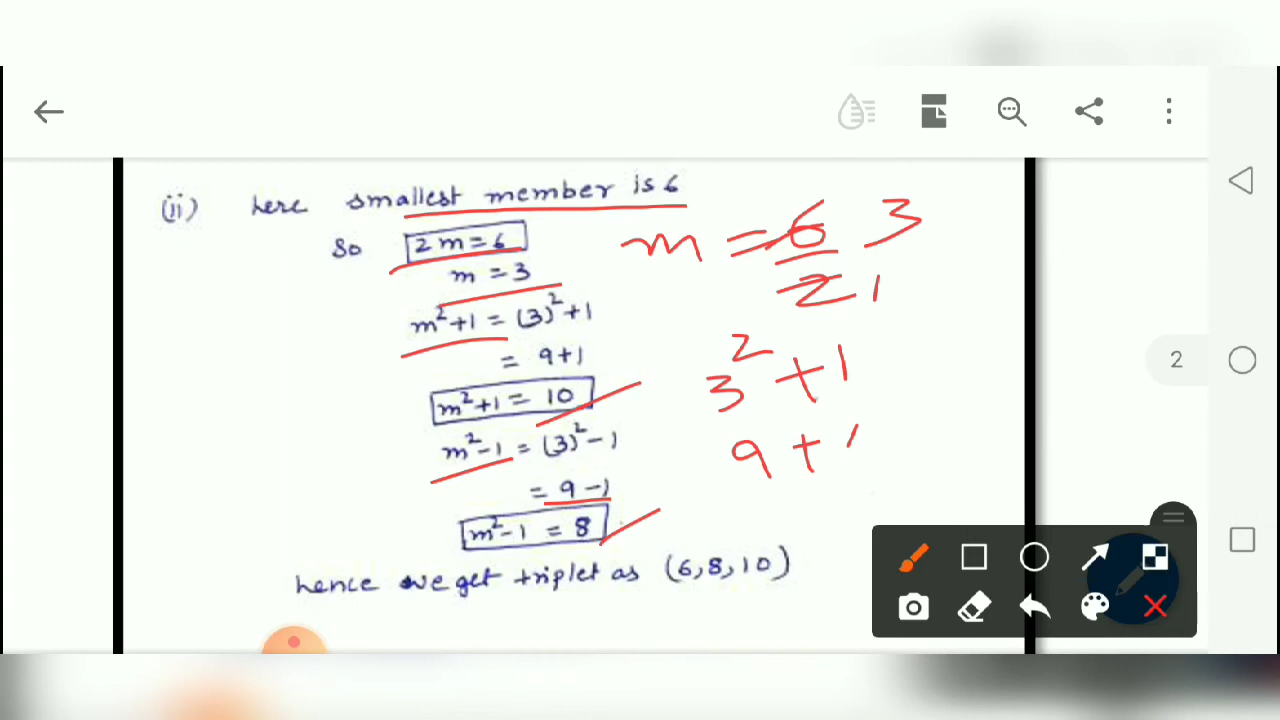 (ii) here smallest member is 6
So 2m = 6
m = 3
m²+1 = (3)²+1
= 9+1
m²+1 = 10
m²-1 = (3)²-1
= 9-1
m²-1 = 8
hence we get triplet as (6,8,10)
m = 6 3
2 1
3²+1
9+1
2